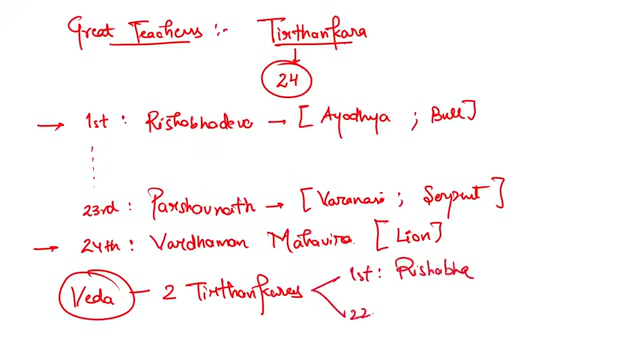 Great Teachers :- Tirthankara
24
1st : Rishabhadeva → [Ayodhya ; Bull]
23rd : Parshavnath → [Varanasi ; Serpent]
24th : Vardhaman Mahavira [Lion]
Veda - 2 Tirthankaras
1st : Rishabha
22